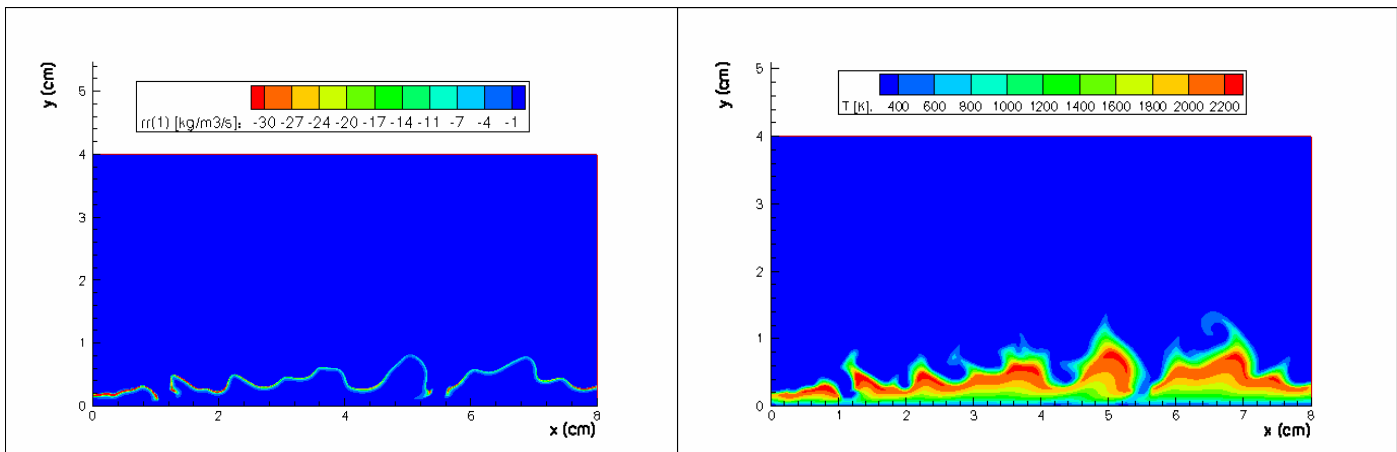 y (cm)
5
4
3
2
1
0
rr(1) [kg/m3/s]: -30 -27 -24 -20 -17 -14 -11 -7 -4 -1
0 2 4 6 8
x (cm)
y (cm)
5
4
3
2
1
0
T [K]. 400 600 800 1000 1200 1400 1600 1800 2000 2200
0 1 2 3 4 5 6 7 8
x (cm)